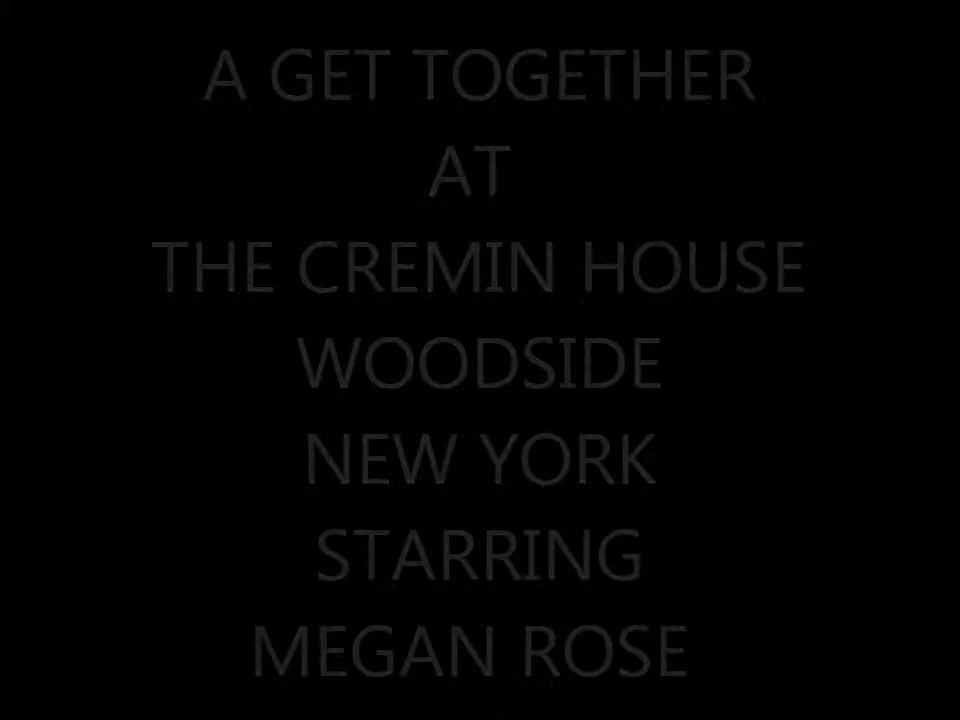 A GET TOGETHER
AT
THE CREMIN HOUSE
WOODSIDE
NEW YORK
STARRING
MEGAN ROSE